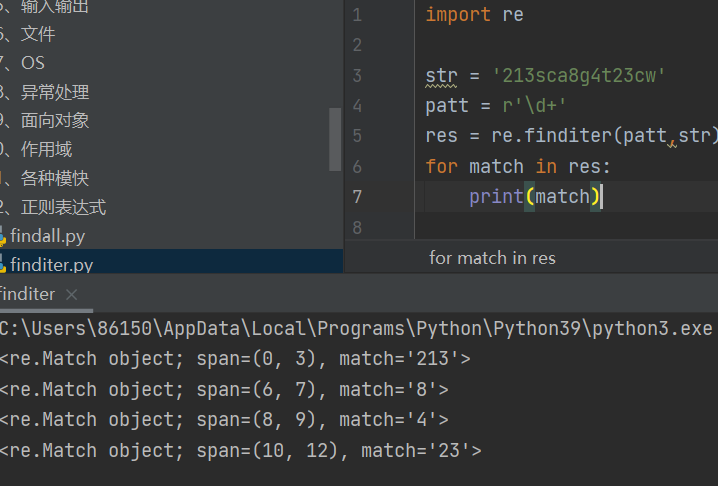 、输入输出
、文件
7、OS
、异常处理
、面向对象
、作用域
、各种模快
、正则表达式
findall.py
finditer.py
1 import re
2
3 str = '213sca8g4t23cw'
4 patt = r'\d+'
5 res = re.finditer(patt,str)
6 for match in res:
7 print(match)
8
for match in res
finditer ×
C:\Users\86150\AppData\Local\Programs\Python\Python39\python3.exe
<re.Match object; span=(0, 3), match='213'>
<re.Match object; span=(6, 7), match='8'>
<re.Match object; span=(8, 9), match='4'>
<re.Match object; span=(10, 12), match='23'>